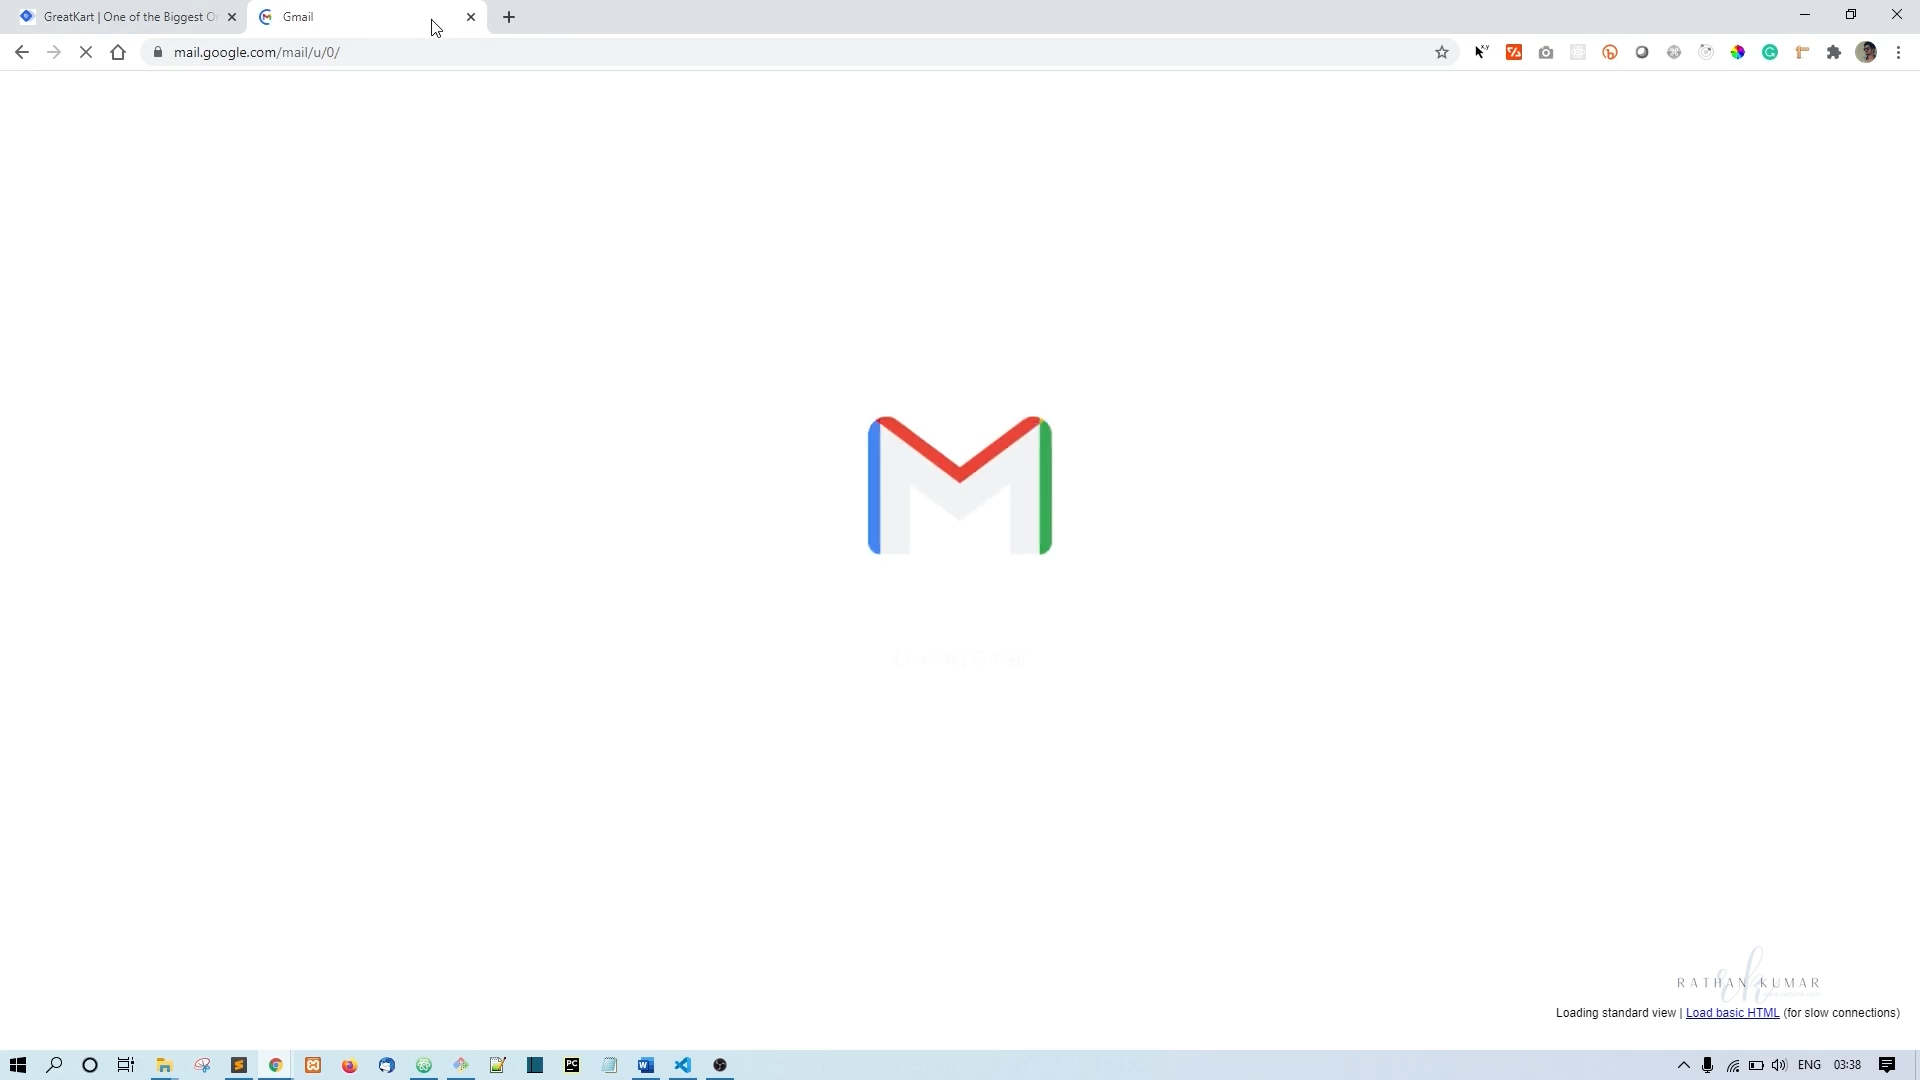 GreatKart | One of the Biggest O
Gmail
mail.google.com/mail/u/0/
RATHAN KUMAR
Loading standard view | Load basic HTML (for slow connections)
ENG
03:38